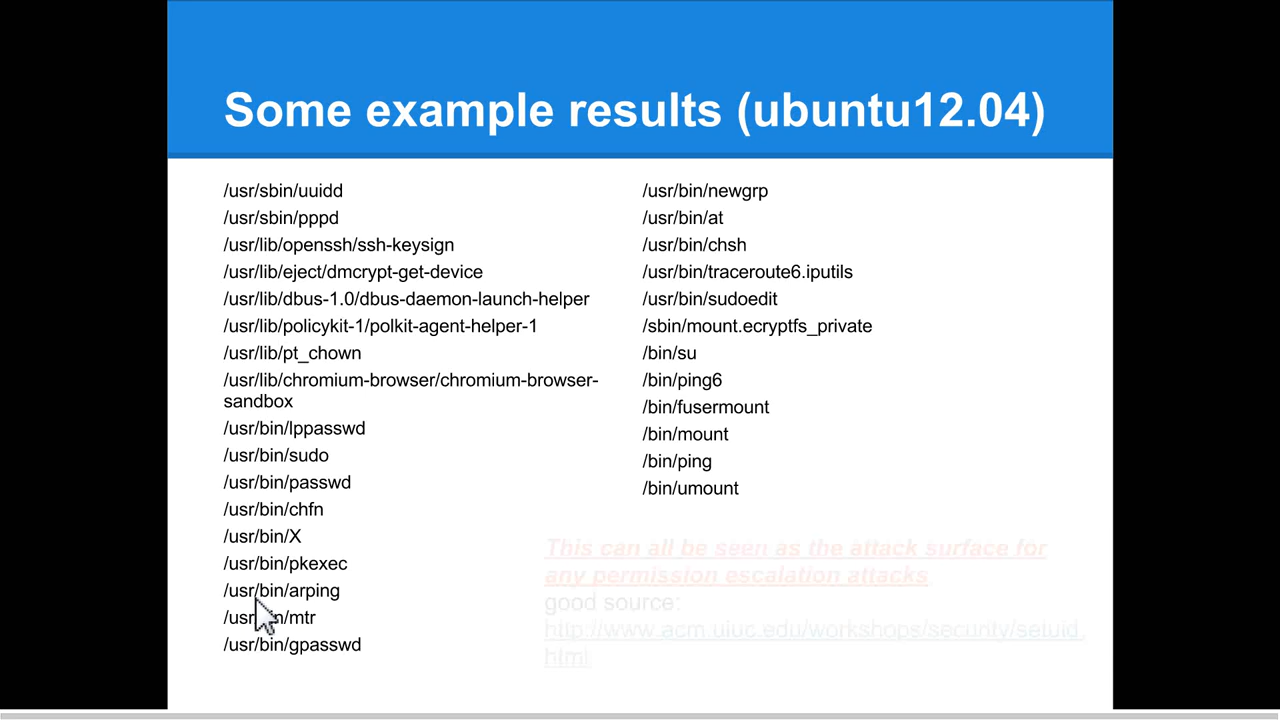 Some example results (ubuntu12.04)
/usr/sbin/uuidd
/usr/sbin/pppd
/usr/lib/openssh/ssh-keysign
/usr/lib/eject/dmcrypt-get-device
/usr/lib/dbus-1.0/dbus-daemon-launch-helper
/usr/lib/policykit-1/polkit-agent-helper-1
/usr/lib/pt_chown
/usr/lib/chromium-browser/chromium-browser-
sandbox
/usr/bin/lppasswd
/usr/bin/sudo
/usr/bin/passwd
/usr/bin/chfn
/usr/bin/X
/usr/bin/pkexec
/usr/bin/arping
/usr/bin/mtr
/usr/bin/gpasswd
/usr/bin/newgrp
/usr/bin/at
/usr/bin/chsh
/usr/bin/traceroute6.iputils
/usr/bin/sudoedit
/sbin/mount.ecryptfs_private
/bin/su
/bin/ping6
/bin/fusermount
/bin/mount
/bin/ping
/bin/umount
This can all be seen as the attack surface for
any permission escalation attacks
good source:
http://www.acm.uiuc.edu/workshops/security/setuid.
html